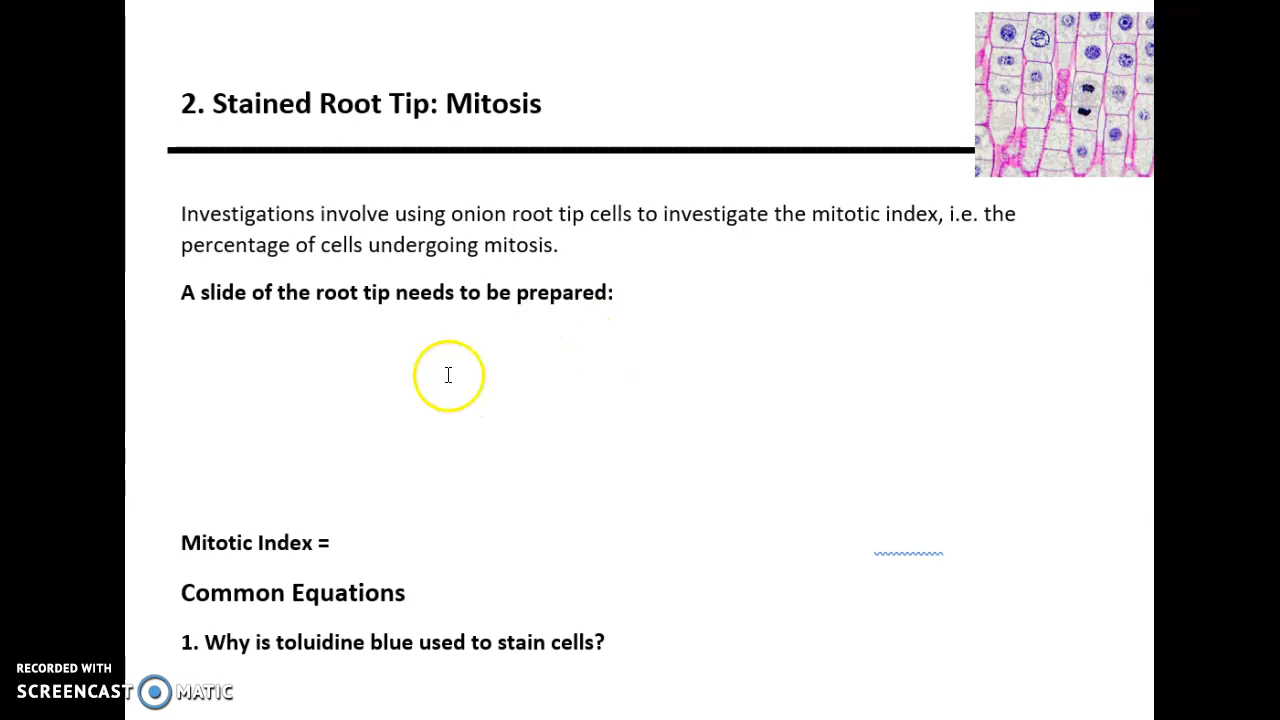 2. Stained Root Tip: Mitosis
Investigations involve using onion root tip cells to investigate the mitotic index, i.e. the
percentage of cells undergoing mitosis.
A slide of the root tip needs to be prepared:
Mitotic Index =
Common Equations
1. Why is toluidine blue used to stain cells?
RECORDED WITH
SCREENCAST MATIC